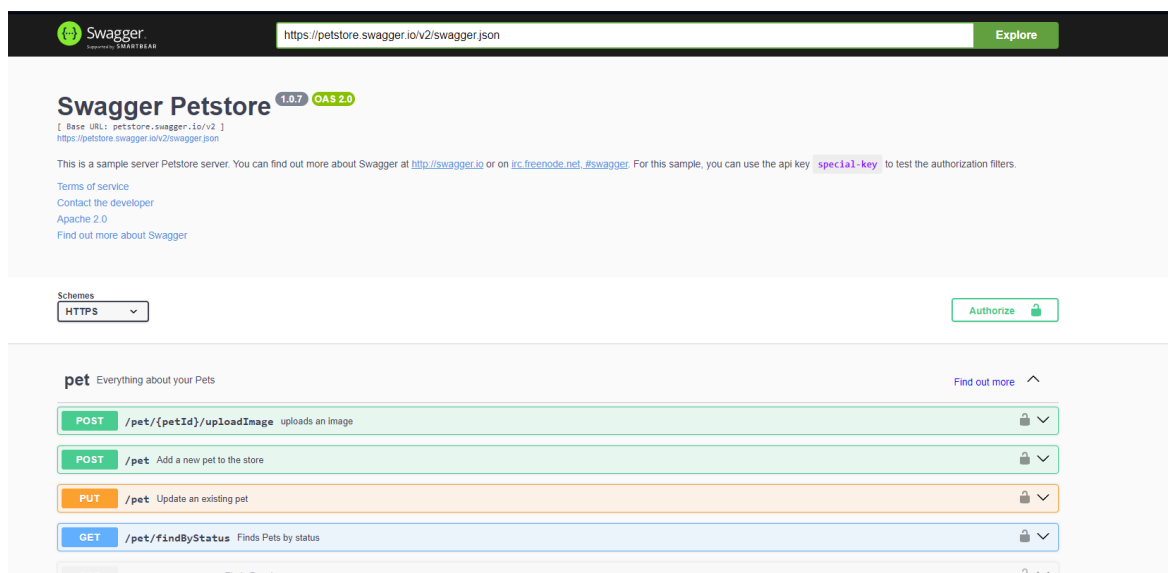 Swagger.
Supported by SMARTBEAR
https://petstore.swagger.io/v2/swagger.json
Explore
Swagger Petstore 1.0.7 OAS 2.0
[ Base URL: petstore.swagger.io/v2 ]
https://petstore.swagger.io/v2/swagger.json
This is a sample server Petstore server. You can find out more about Swagger at http://swagger.io or on irc.freenode.net, #swagger. For this sample, you can use the api key special-key to test the authorization filters.
Terms of service
Contact the developer
Apache 2.0
Find out more about Swagger
Schemes
HTTPS
Authorize
pet Everything about your Pets
Find out more
POST /pet/{petId}/uploadImage uploads an image
POST /pet Add a new pet to the store
PUT /pet Update an existing pet
GET /pet/findByStatus Finds Pets by status